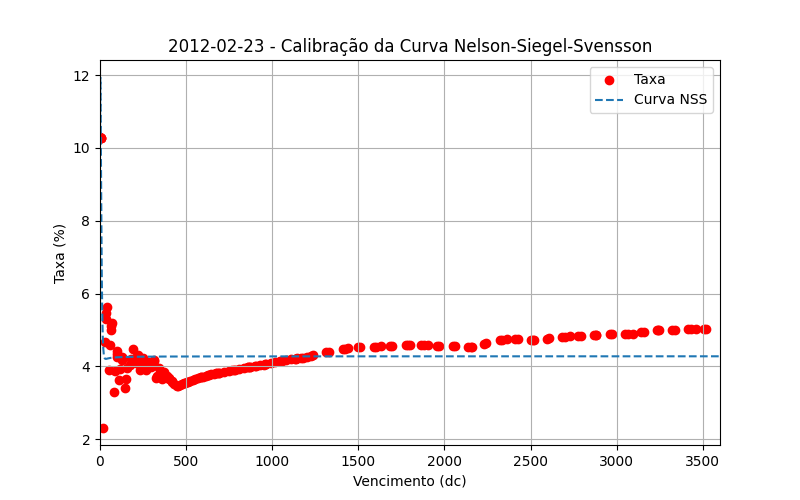 2012-02-23 - Calibração da Curva Nelson-Siegel-Svensson
Taxa (%)
12
10
8
6
4
2
Taxa
Curva NSS
0 500 1000 1500 2000 2500 3000 3500
Vencimento (dc)